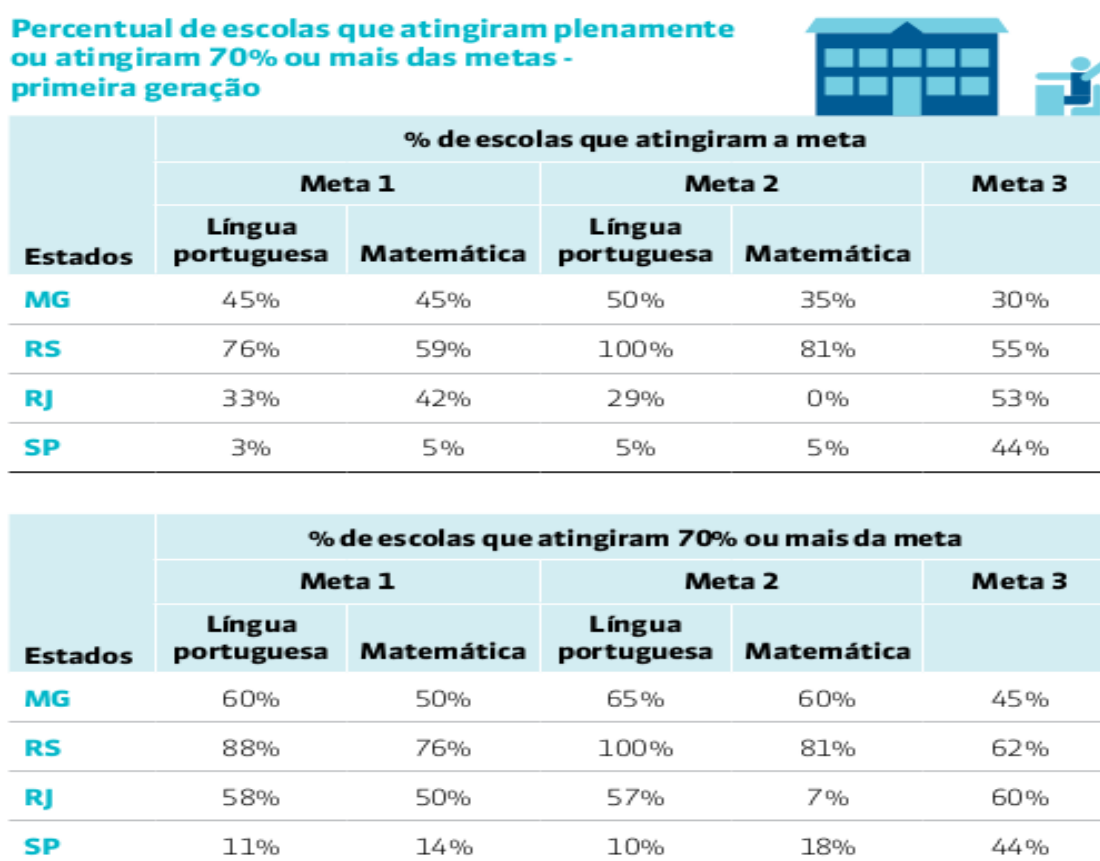 Percentual de escolas que atingiram plenamente
ou atingiram 70% ou mais das metas -
primeira geração
% de escolas que atingiram a meta
Meta 1 Meta 2 Meta 3
Estados Língua portuguesa Matemática Língua portuguesa Matemática
MG 45% 45% 50% 35% 30%
RS 76% 59% 100% 81% 55%
RJ 33% 42% 29% 0% 53%
SP 3% 5% 5% 5% 44%
% de escolas que atingiram 70% ou mais da meta
Meta 1 Meta 2 Meta 3
Estados Língua portuguesa Matemática Língua portuguesa Matemática
MG 60% 50% 65% 60% 45%
RS 88% 76% 100% 81% 62%
RJ 58% 50% 57% 7% 60%
SP 11% 14% 10% 18% 44%